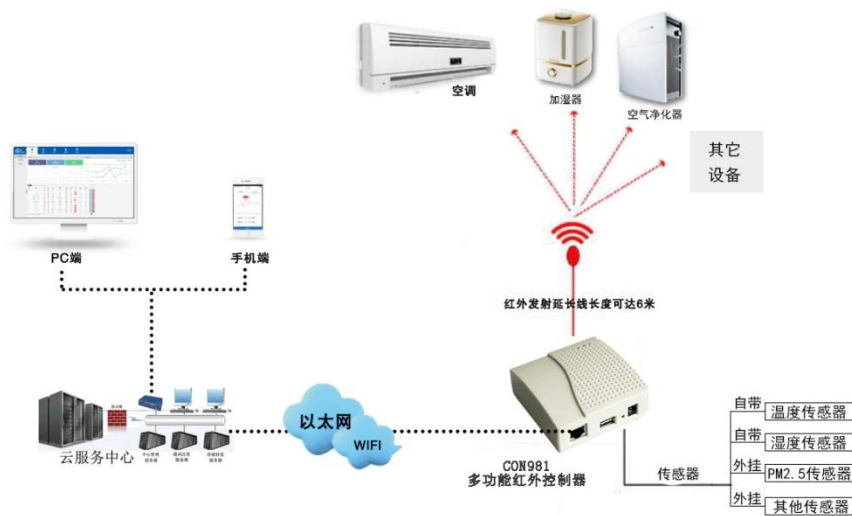 空调
加湿器
空气净化器
其它
设备
PC端
手机端
红外发射延长线长度可达6米
以太网
WIFI
云服务中心
CON981
多功能红外控制器
传感器
自带
温度传感器
自带
湿度传感器
外挂
PM2.5传感器
外挂
其他传感器